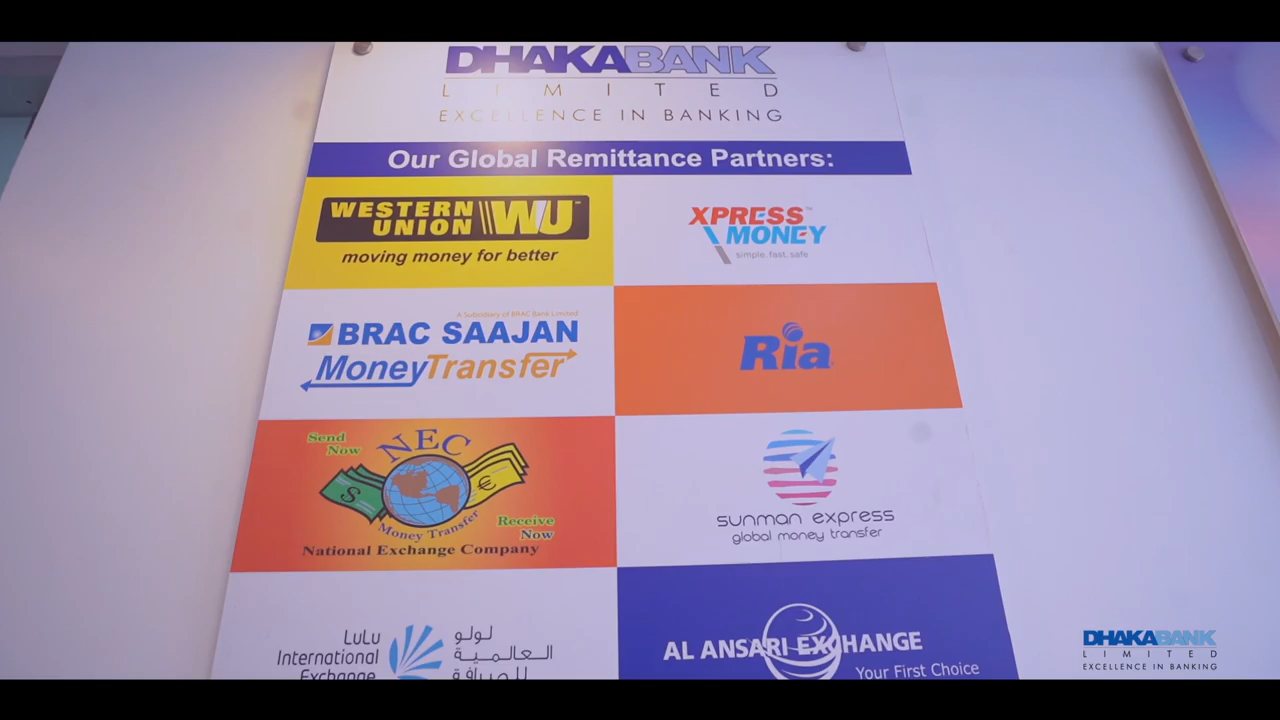 DHAKABANK
LIMITED
EXCELLENCE IN BANKING
Our Global Remittance Partners:
WESTERN
UNION WU
moving money for better
XPRESS
MONEY
simple, fast, safe
A Subsidiary of BRAC Bank Limited
BRAC SAAJAN
MoneyTransfer
Ria
Send
Now
NEC
$
€
Money Transfer
Receive
Now
National Exchange Company
sunman express
global money transfer
LuLu
International
Exchange
لولو
العالمية
للصرافة
AL ANSARI EXCHANGE
Your First Choice
DHAKABANK
LIMITED
EXCELLENCE IN BANKING